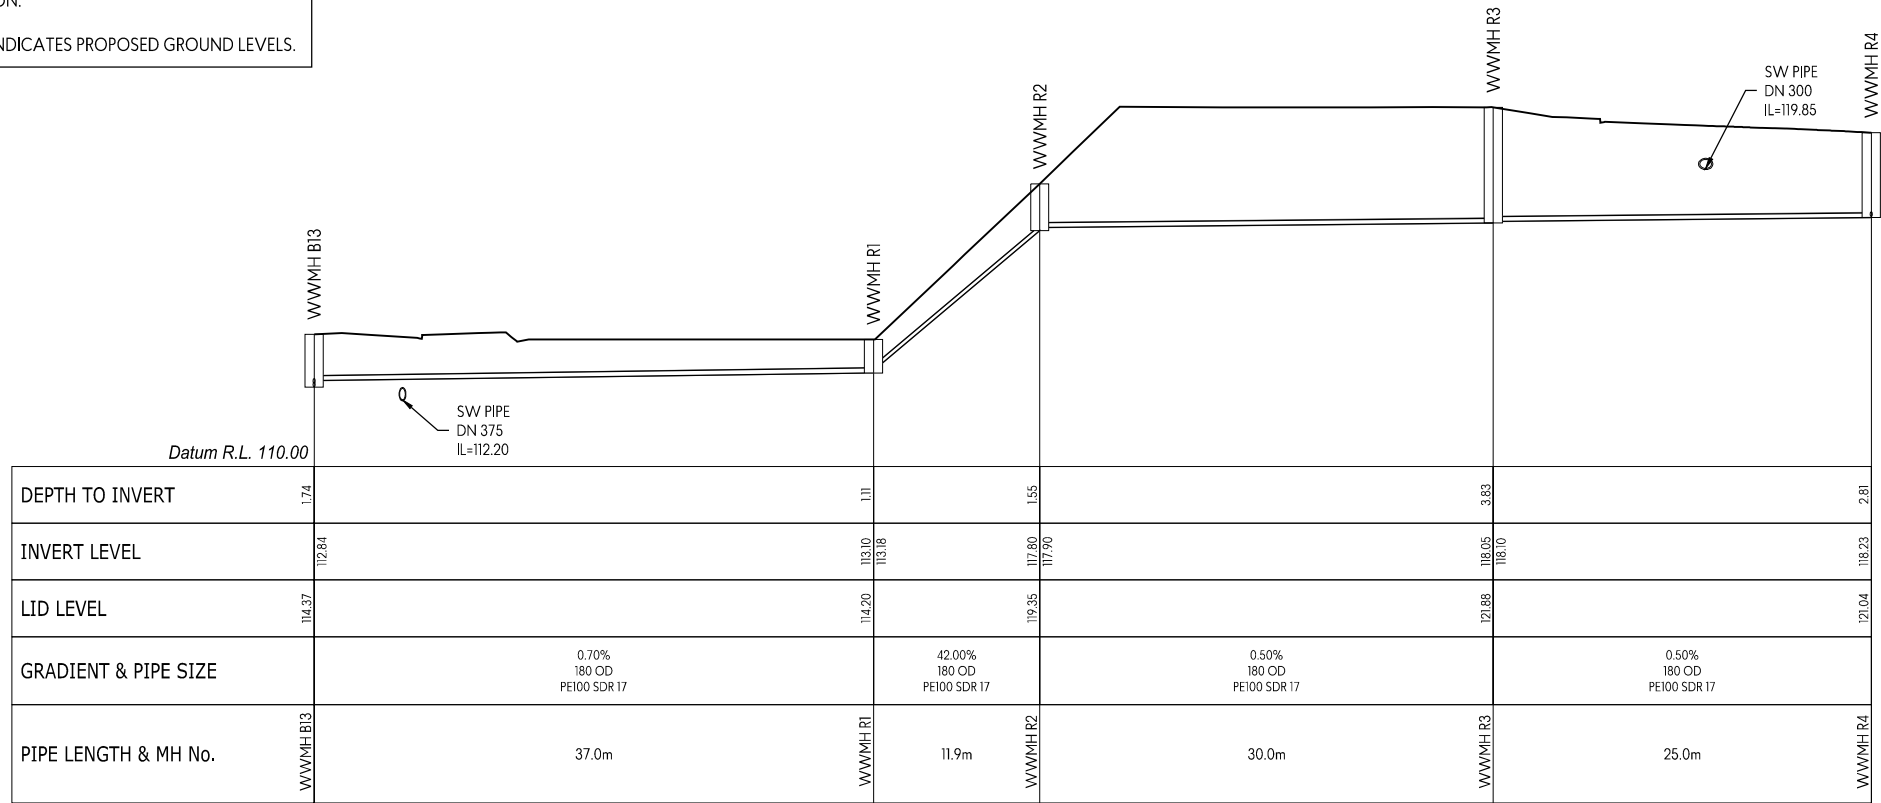 ON.
NDICATES PROPOSED GROUND LEVELS.
WWMH B13
WWMH R1
WWMH R2
WWMH R3
WWMH R4
SW PIPE
DN 300
IL=119.85
SW PIPE
DN 375
IL=112.20
Datum R.L. 110.00
DEPTH TO INVERT 1.74 1.11 1.55 3.83 2.81
INVERT LEVEL 112.84 113.10 113.18 117.80 117.90 118.05 118.10 118.23
LID LEVEL 114.37 114.20 119.35 121.88 121.04
GRADIENT & PIPE SIZE
0.70%
180 OD
PE100 SDR 17
42.00%
180 OD
PE100 SDR 17
0.50%
180 OD
PE100 SDR 17
0.50%
180 OD
PE100 SDR 17
PIPE LENGTH & MH No. WWMH B13 37.0m WWMH R1 11.9m WWMH R2 30.0m WWMH R3 25.0m WWMH R4